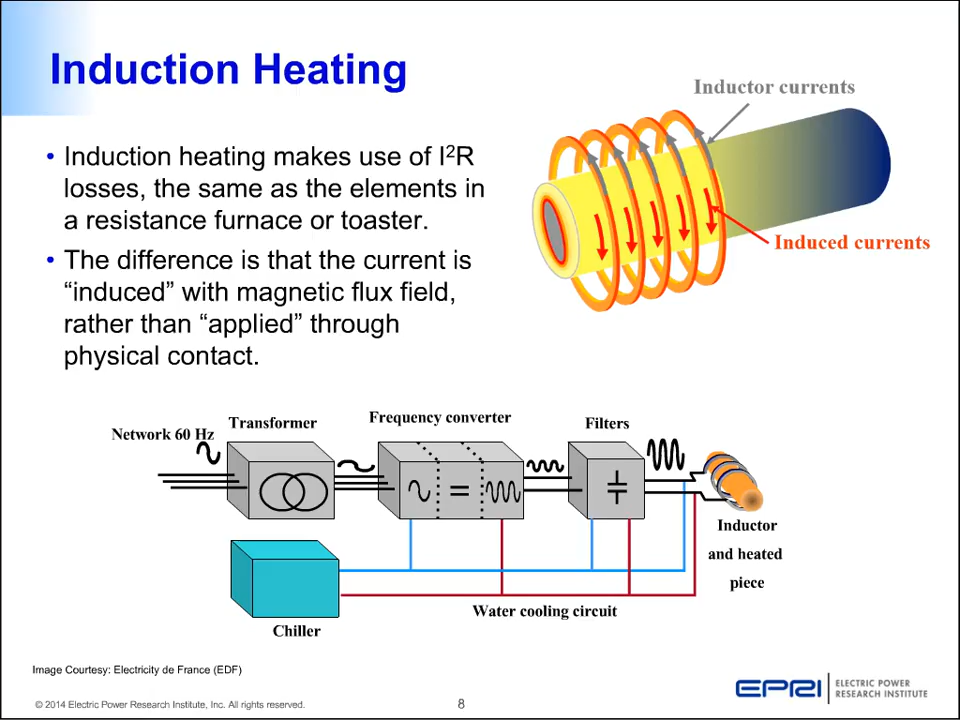 Induction Heating
Inductor currents
• Induction heating makes use of I²R
losses, the same as the elements in
a resistance furnace or toaster.
• The difference is that the current is
“induced” with magnetic flux field,
rather than “applied” through
physical contact.
Induced currents
Network 60 Hz
Transformer
Frequency converter
Filters
=
Inductor
and heated
piece
Water cooling circuit
Chiller
Image Courtesy: Electricity de France (EDF)
© 2014 Electric Power Research Institute, Inc. All rights reserved.
8
EPRI
ELECTRIC POWER
RESEARCH INSTITUTE